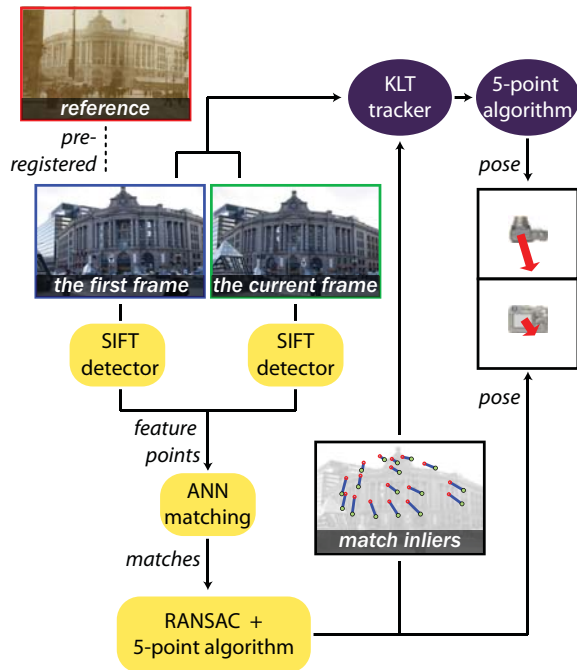 reference
pre-
registered
KLT
tracker
5-point
algorithm
pose
the first frame
the current frame
SIFT
detector
SIFT
detector
feature
points
pose
ANN
matching
match inliers
matches
RANSAC +
5-point algorithm